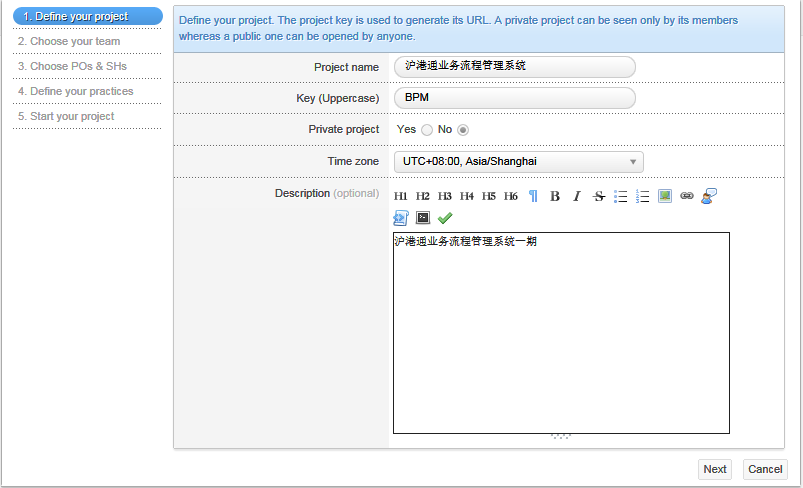 1. Define your project
2. Choose your team
3. Choose POs & SHs
4. Define your practices
5. Start your project
Define your project. The project key is used to generate its URL. A private project can be seen only by its members
whereas a public one can be opened by anyone.
Project name 沪港通业务流程管理系统
Key (Uppercase) BPM
Private project Yes No
Time zone UTC+08:00, Asia/Shanghai
Description (optional) H1 H2 H3 H4 H5 H6 ¶ B I S
沪港通业务流程管理系统一期
Next Cancel